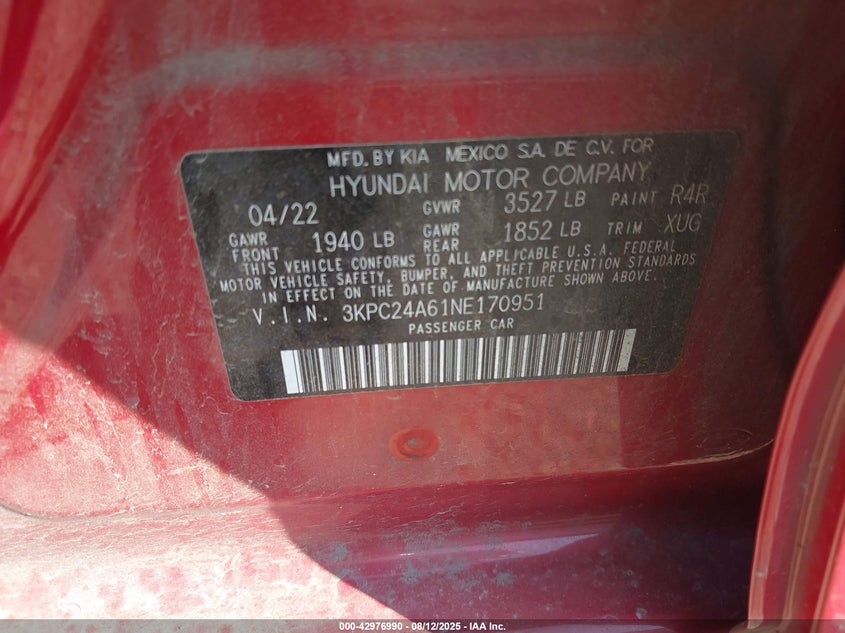 MFD. BY KIA MEXICO S.A. DE C.V. FOR
HYUNDAI MOTOR COMPANY
04/22 GVWR 3527 LB PAINT R4R
GAWR FRONT 1940 LB GAWR REAR 1852 LB TRIM XUG
THIS VEHICLE CONFORMS TO ALL APPLICABLE U.S.A. FEDERAL
MOTOR VEHICLE SAFETY, BUMPER, AND THEFT PREVENTION STANDARDS
IN EFFECT ON THE DATE OF MANUFACTURE SHOWN ABOVE.
V.I.N. 3KPC24A61NE170951
PASSENGER CAR
000-42976990 - 08/12/2025 - IAA Inc.